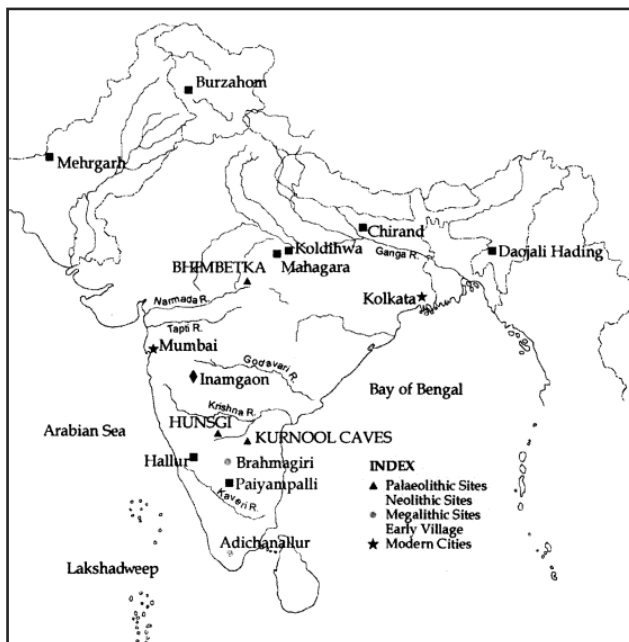 Burzahom
Mehrgarh
Chirand
Koldihwa
Mahagara
Ganga R.
Daojali Hading
BHIMBETKA
Narmada R.
Kolkata
Tapti R.
Mumbai
Godavari R.
Inamgaon
Bay of Bengal
Krishna R.
HUNSGI
Arabian Sea
KURNOOL CAVES
Hallur
Brahmagiri
Paiyampalli
Kaveri R.
INDEX
Palaeolithic Sites
Neolithic Sites
Megalithic Sites
Early Village
Modern Cities
Adichanallur
Lakshadweep